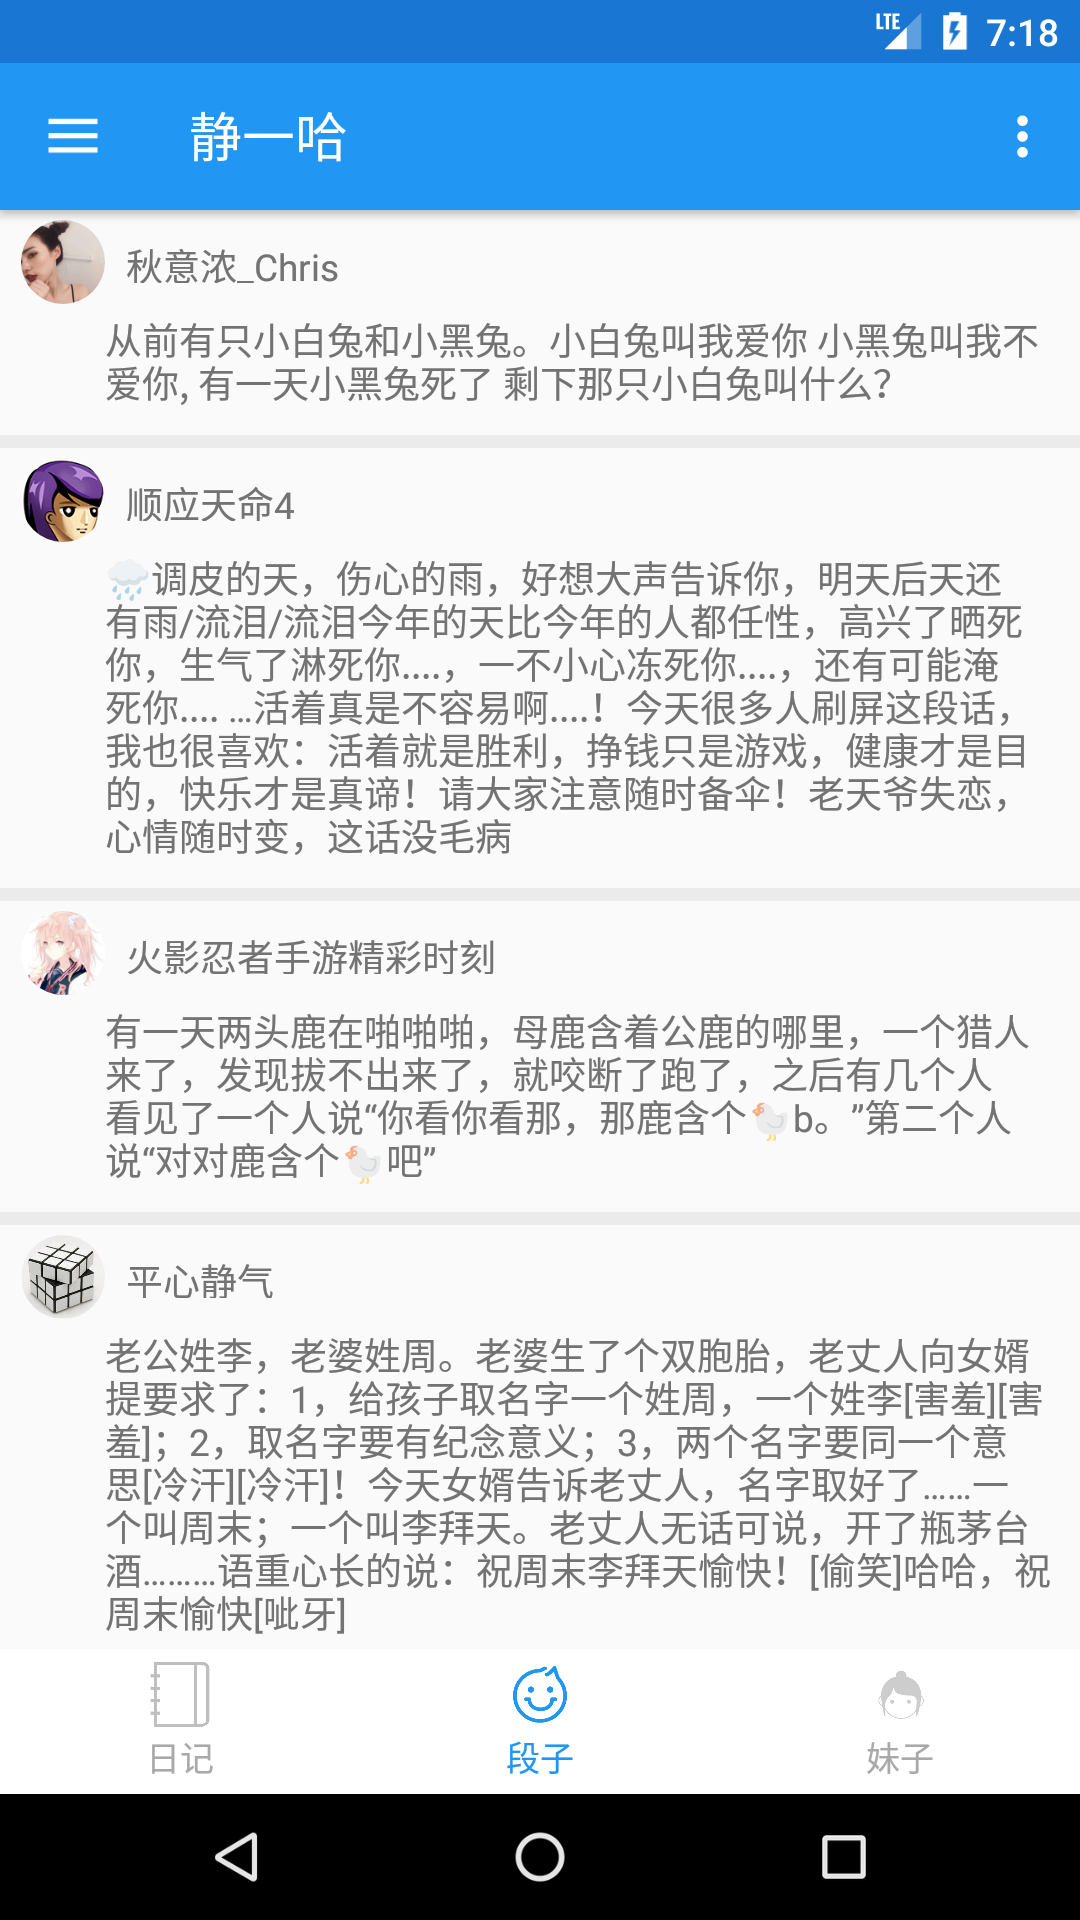 LTE 7:18
静一哈
秋意浓_Chris
从前有只小白兔和小黑兔。小白兔叫我爱你 小黑兔叫我不
爱你, 有一天小黑兔死了 剩下那只小白兔叫什么？
顺应天命4
🌧调皮的天，伤心的雨，好想大声告诉你，明天后天还
有雨/流泪/流泪今年的天比今年的人都任性，高兴了晒死
你，生气了淋死你....，一不小心冻死你....，还有可能淹
死你.... …活着真是不容易啊....！今天很多人刷屏这段话，
我也很喜欢：活着就是胜利，挣钱只是游戏，健康才是目
的，快乐才是真谛！请大家注意随时备伞！老天爷失恋，
心情随时变，这话没毛病
火影忍者手游精彩时刻
有一天两头鹿在啪啪啪，母鹿含着公鹿的哪里，一个猎人
来了，发现拔不出来了，就咬断了跑了，之后有几个人
看见了一个人说“你看你看那，那鹿含个🐓b。”第二个人
说“对对鹿含个🐓吧”
平心静气
老公姓李，老婆姓周。老婆生了个双胞胎，老丈人向女婿
提要求了：1，给孩子取名字一个姓周，一个姓李[害羞][害
羞]；2，取名字要有纪念意义；3，两个名字要同一个意
思[冷汗][冷汗]！今天女婿告诉老丈人，名字取好了……一
个叫周末；一个叫李拜天。老丈人无话可说，开了瓶茅台
酒………语重心长的说：祝周末李拜天愉快！[偷笑]哈哈，祝
周末愉快[呲牙]
日记
段子
妹子